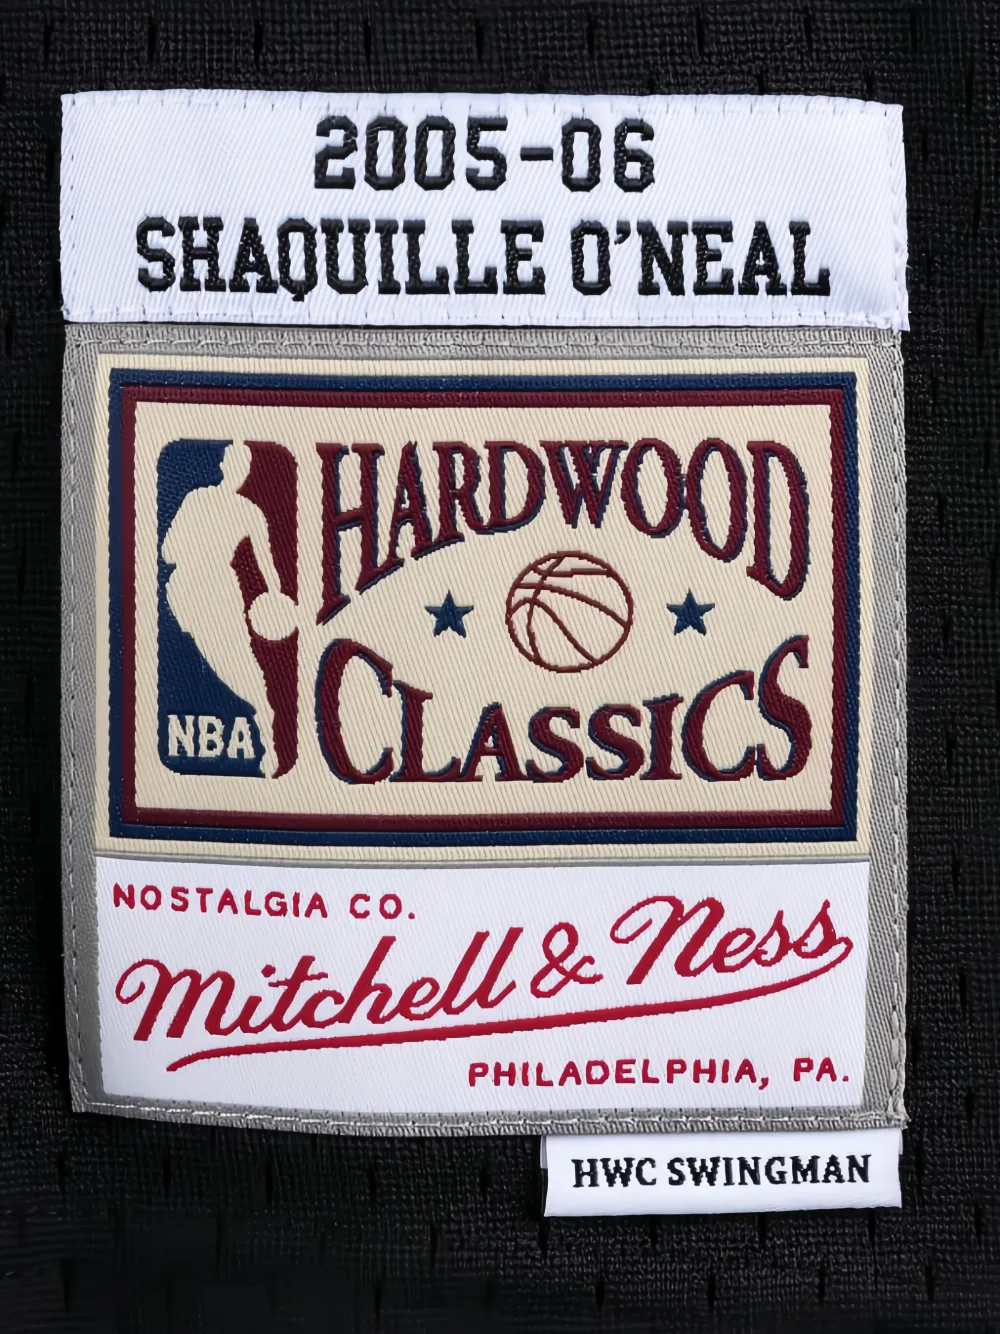 2005-06
SHAQUILLE O'NEAL
HARDWOOD
CLASSICS
NBA
NOSTALGIA CO.
Mitchell & Ness
PHILADELPHIA, PA.
HWC SWINGMAN